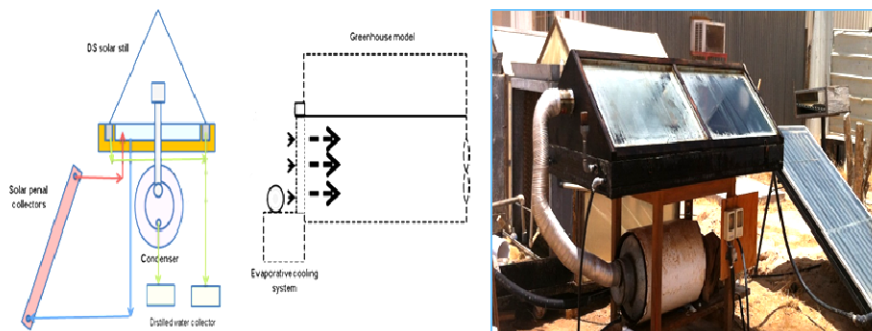 DS solar still
Solar penal
collectors
Condenser
Distilled water collector
Greenhouse model
Evaporative cooling
system